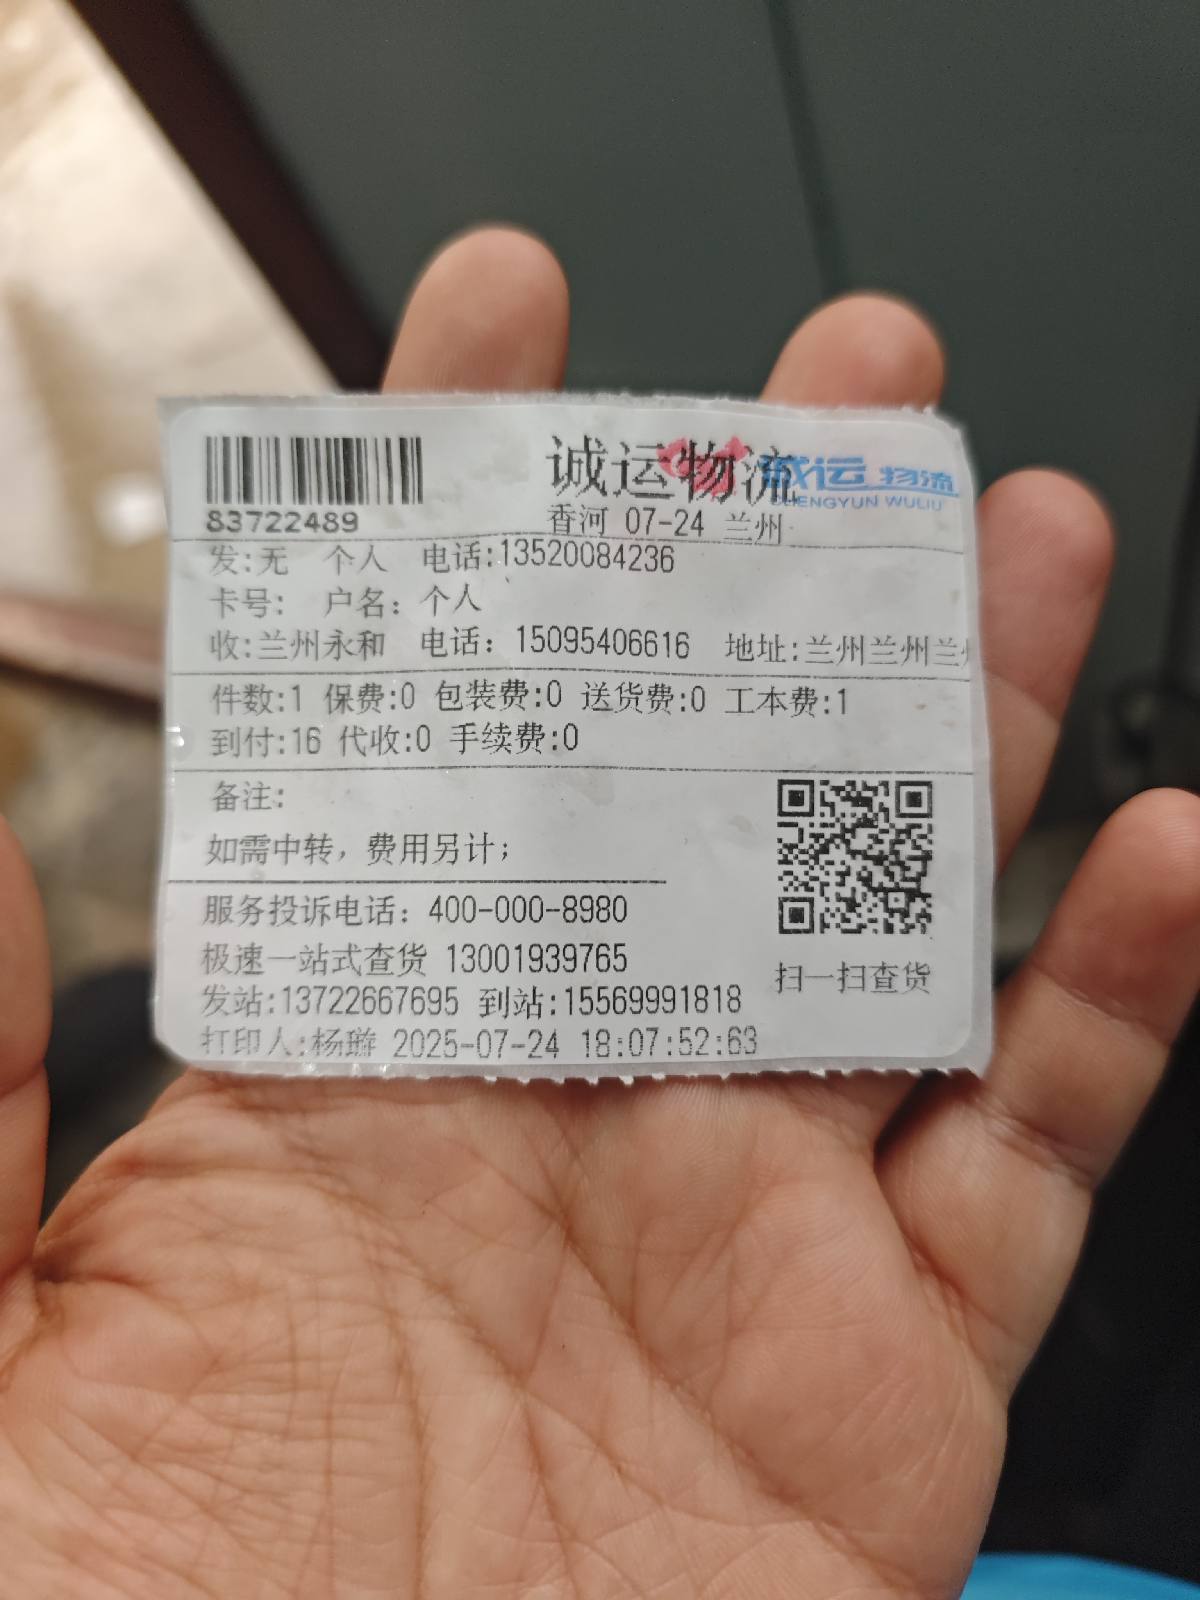 诚运物流
诚运 物流
CHENGYUN WULIU
83722489
香河 07-24 兰州
发:无 个人 电话:13520084236
卡号: 户名: 个人
收:兰州永和 电话: 15095406616 地址:兰州兰州兰州
件数:1 保费:0 包装费:0 送货费:0 工本费:1
到付:16 代收:0 手续费:0
备注:
如需中转，费用另计；
服务投诉电话: 400-000-8980
极速一站式查货 13001939765
扫一扫查货
发站:13722667695 到站:15569991818
打印人:杨璇 2025-07-24 18:07:52:63